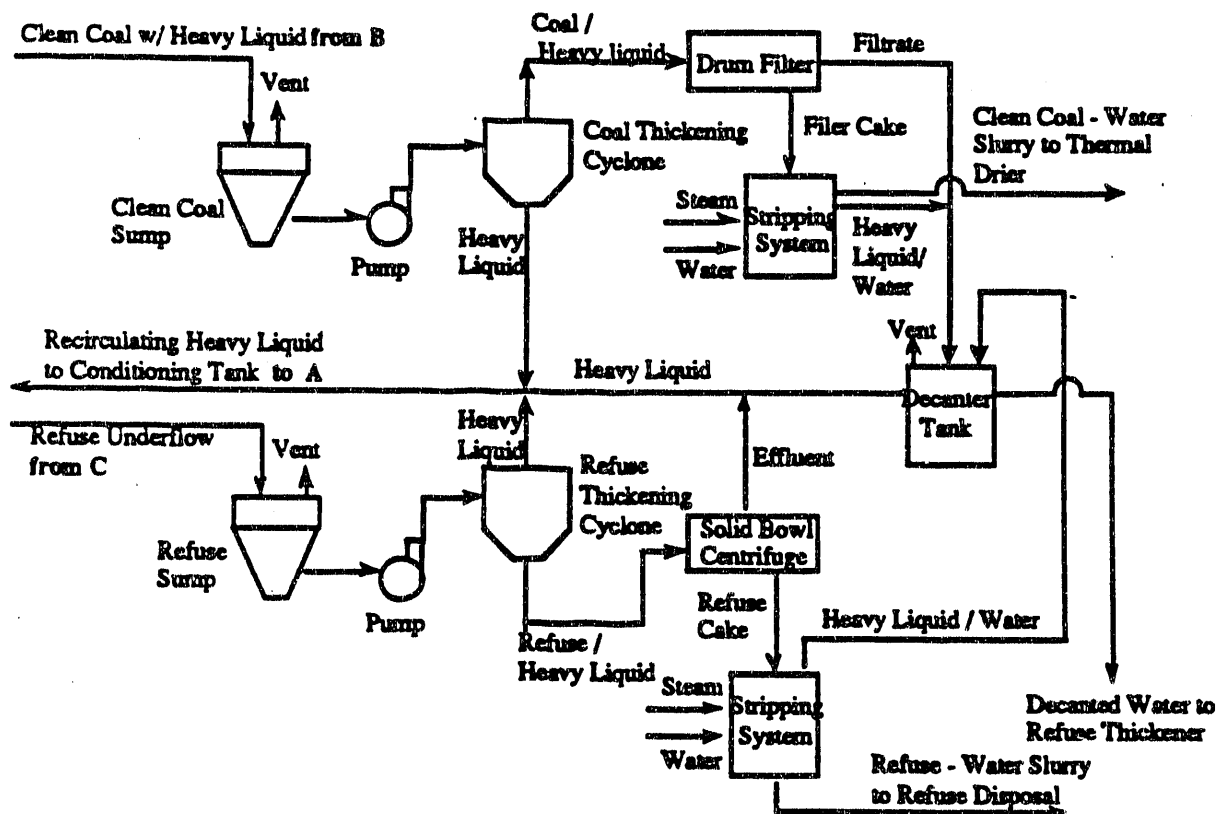 Clean Coal w/ Heavy Liquid from B
Vent
Clean Coal
Sump
Pump
Coal /
Heavy liquid
Coal Thickening
Cyclone
Heavy
Liquid
Drum Filter
Filtrate
Filer Cake
Clean Coal - Water
Slurry to Thermal
Drier
Steam
Water
Stripping
System
Heavy
Liquid/
Water
Recirculating Heavy Liquid
to Conditioning Tank to A
Heavy Liquid
Vent
Decanter
Tank
Refuse Underflow
from C
Vent
Refuse
Sump
Pump
Heavy
Liquid
Refuse
Thickening
Cyclone
Effluent
Solid Bowl
Centrifuge
Refuse /
Heavy Liquid
Refuse
Cake
Heavy Liquid / Water
Steam
Water
Stripping
System
Decanted Water to
Refuse Thickener
Refuse - Water Slurry
to Refuse Disposal